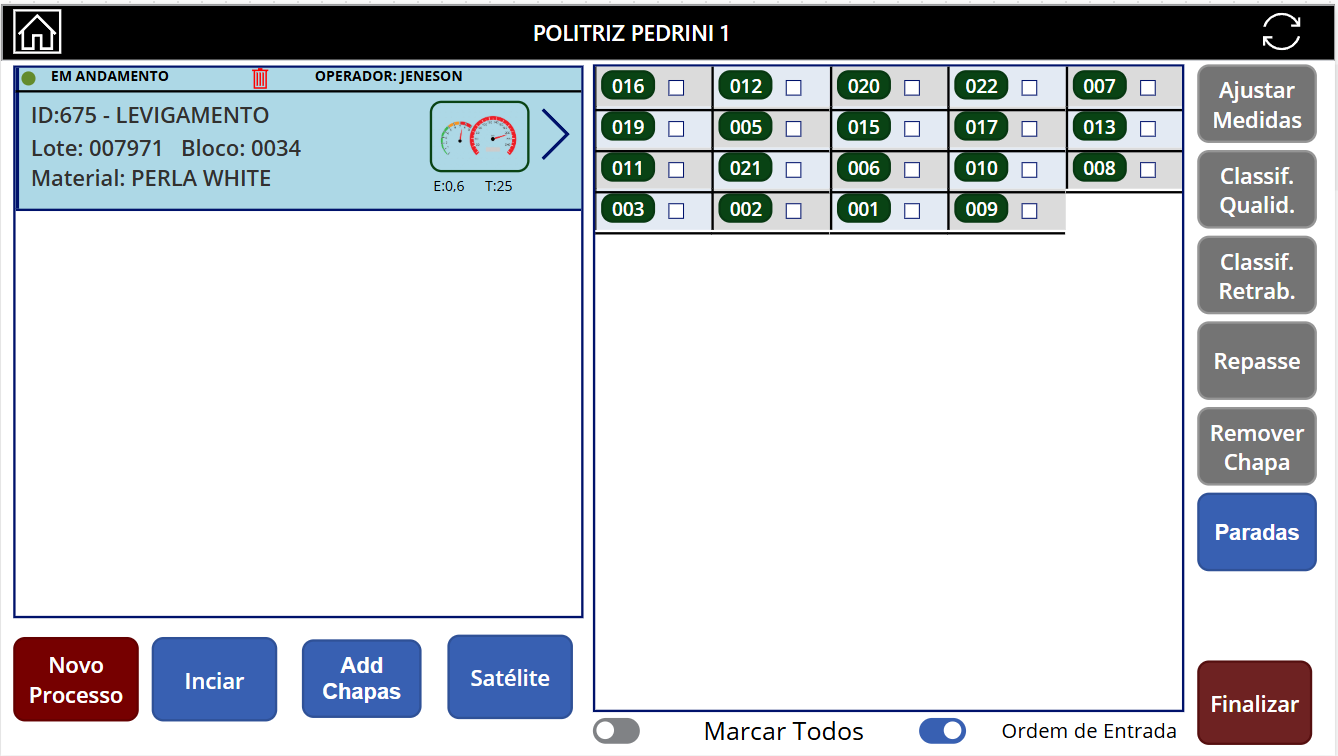 POLITRIZ PEDRINI 1
EM ANDAMENTO OPERADOR: JENESON
ID:675 - LEVIGAMENTO
Lote: 007971 Bloco: 0034
Material: PERLA WHITE
E:0,6 T:25
016 012 020 022 007
019 005 015 017 013
011 021 006 010 008
003 002 001 009
Ajustar
Medidas
Classif.
Qualid.
Classif.
Retrab.
Repasse
Remover
Chapa
Paradas
Novo
Processo
Inciar
Add
Chapas
Satélite
Finalizar
Marcar Todos
Ordem de Entrada